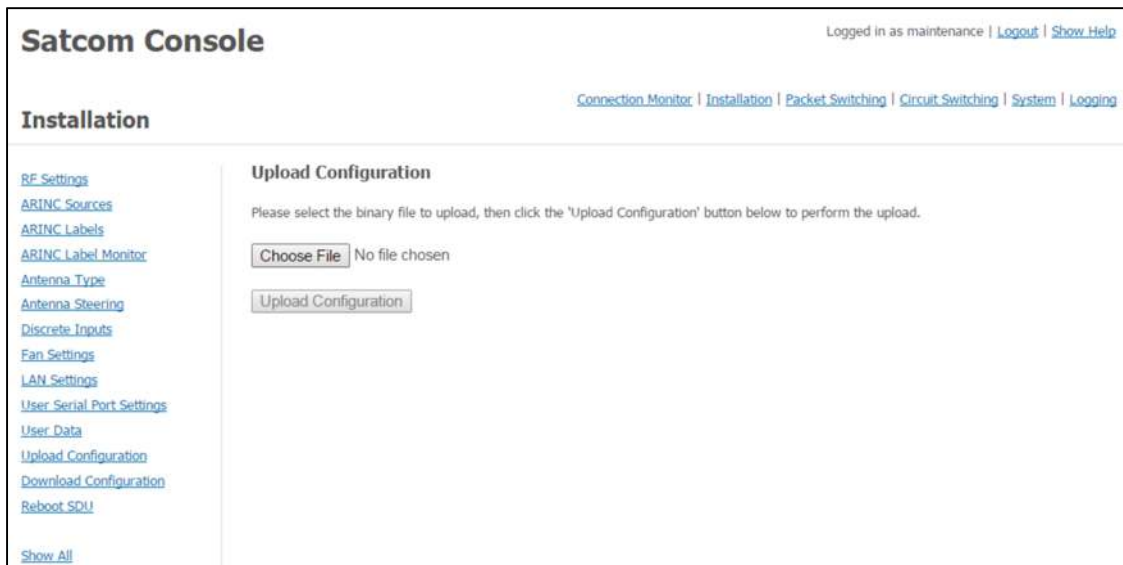 Satcom Console
Logged in as maintenance | Logout | Show Help
Connection Monitor | Installation | Packet Switching | Circuit Switching | System | Logging
Installation
RF Settings
ARINC Sources
ARINC Labels
ARINC Label Monitor
Antenna Type
Antenna Steering
Discrete Inputs
Fan Settings
LAN Settings
User Serial Port Settings
User Data
Upload Configuration
Download Configuration
Reboot SDU
Show All
Upload Configuration
Please select the binary file to upload, then click the 'Upload Configuration' button below to perform the upload.
Choose File No file chosen
Upload Configuration